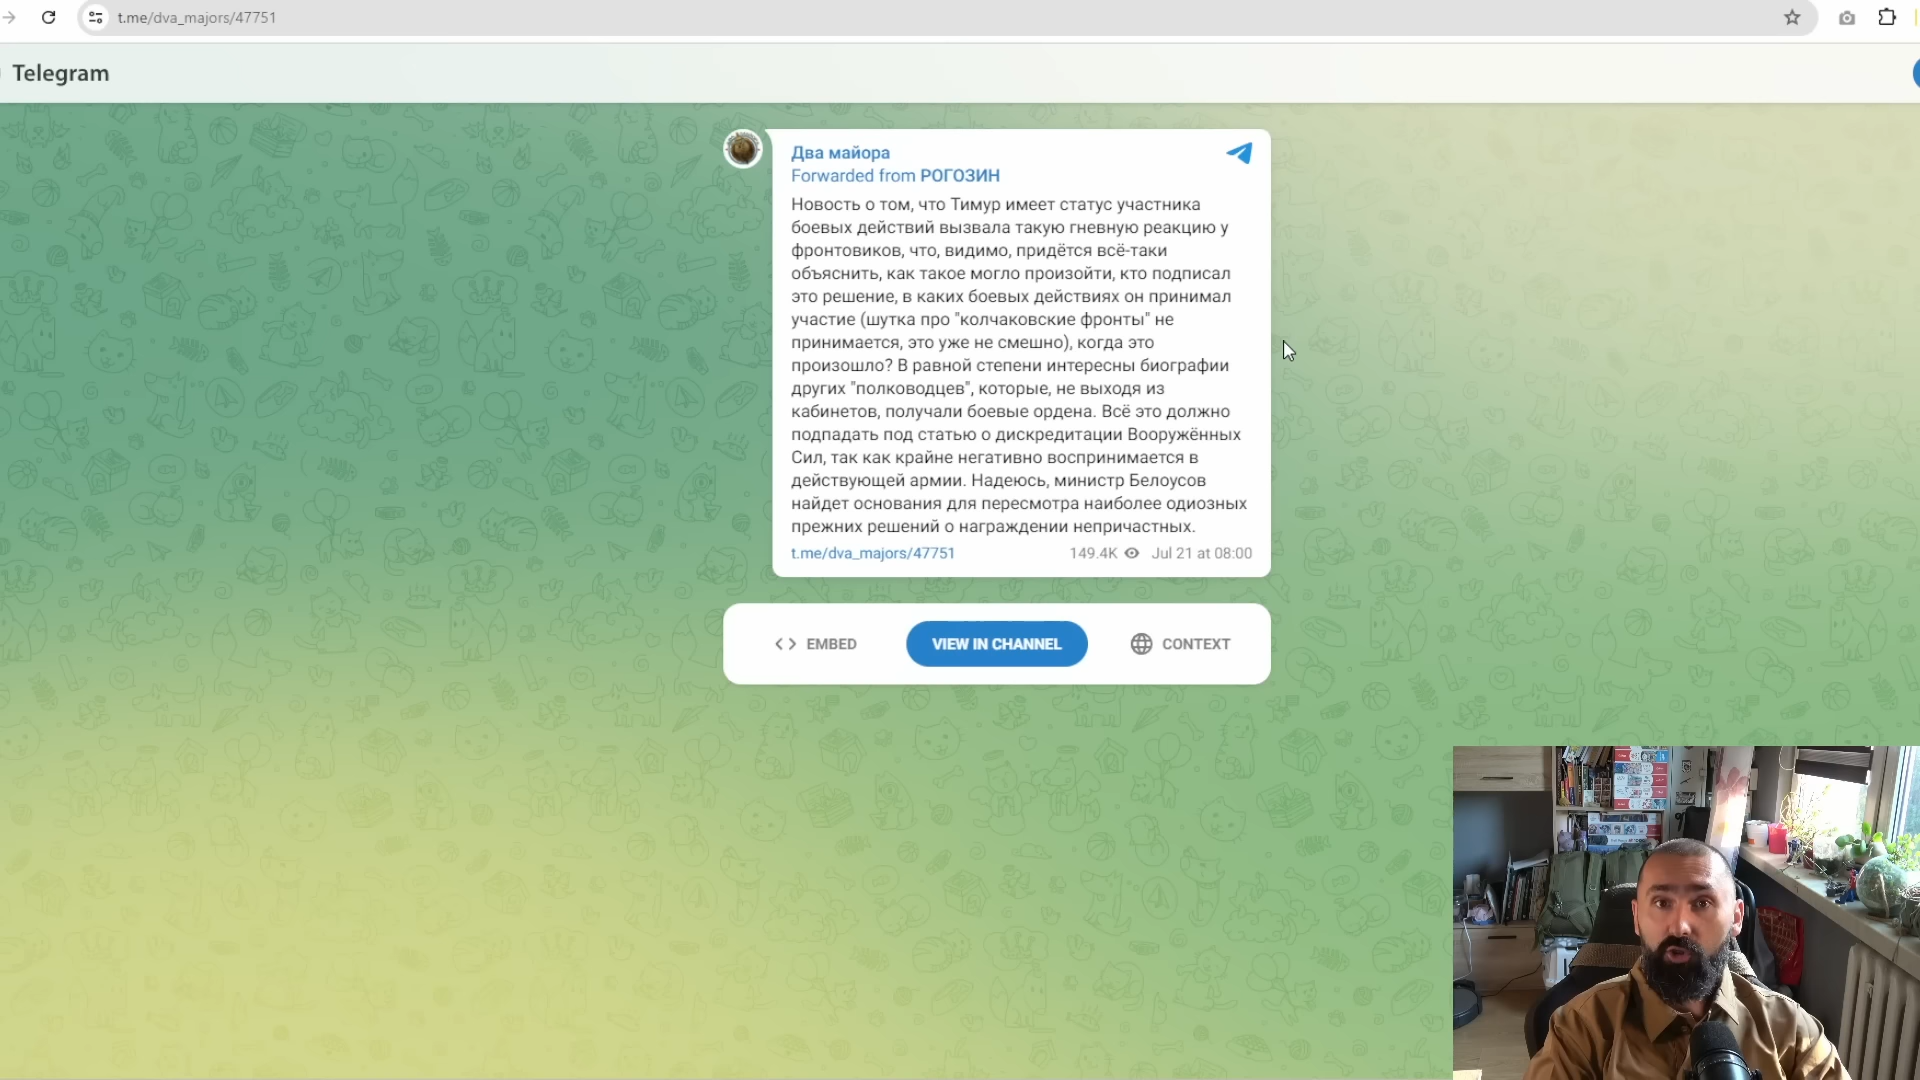 t.me/dva_majors/47751
Telegram
Два майора
Forwarded from РОГОЗИН
Новость о том, что Тимур имеет статус участника
боевых действий вызвала такую гневную реакцию у
фронтовиков, что, видимо, придётся всё-таки
объяснить, как такое могло произойти, кто подписал
это решение, в каких боевых действиях он принимал
участие (шутка про "колчаковские фронты" не
принимается, это уже не смешно), когда это
произошло? В равной степени интересны биографии
других "полководцев", которые, не выходя из
кабинетов, получали боевые ордена. Всё это должно
подпадать под статью о дискредитации Вооружённых
Сил, так как крайне негативно воспринимается в
действующей армии. Надеюсь, министр Белоусов
найдет основания для пересмотра наиболее одиозных
прежних решений о награждении непричастных.
t.me/dva_majors/47751 149.4K Jul 21 at 08:00
EMBED VIEW IN CHANNEL CONTEXT